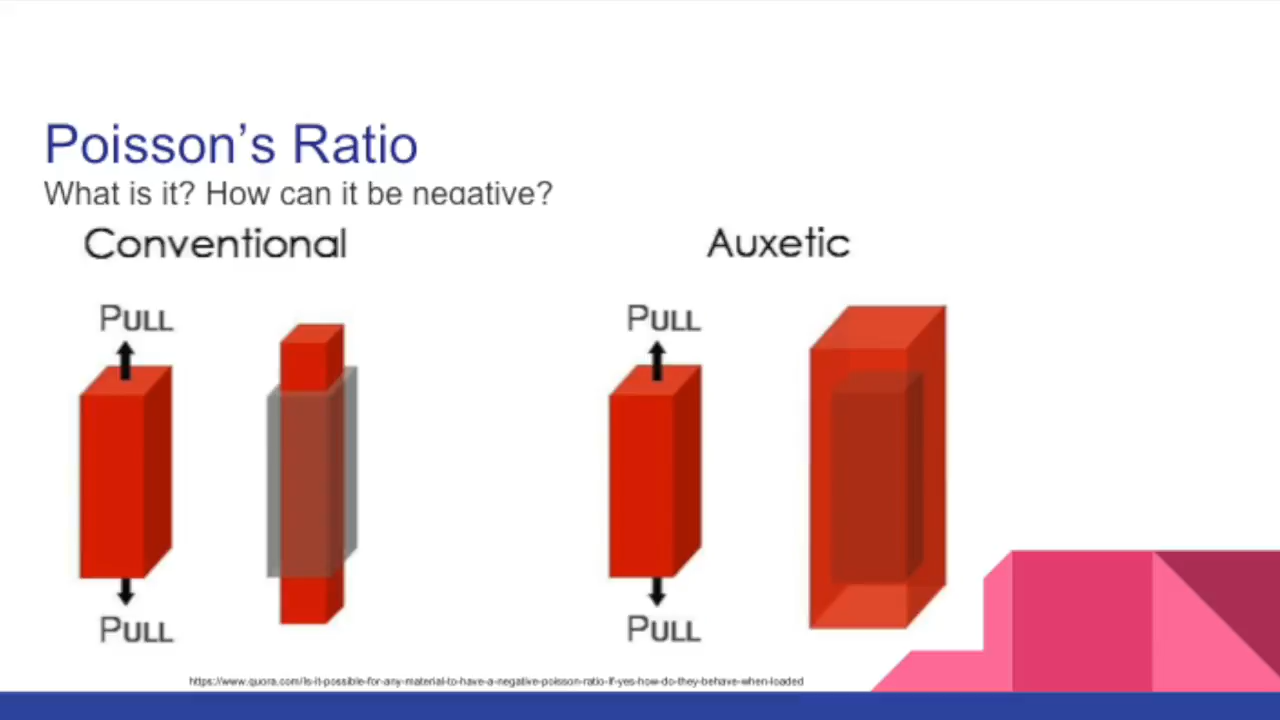 Poisson's Ratio
What is it? How can it be negative?
Conventional
Auxetic
PULL
PULL
PULL
PULL
https://www.quora.com/Is-it-possible-for-any-material-to-have-a-negative-poisson-ratio-If-yes-how-do-they-behave-when-loaded